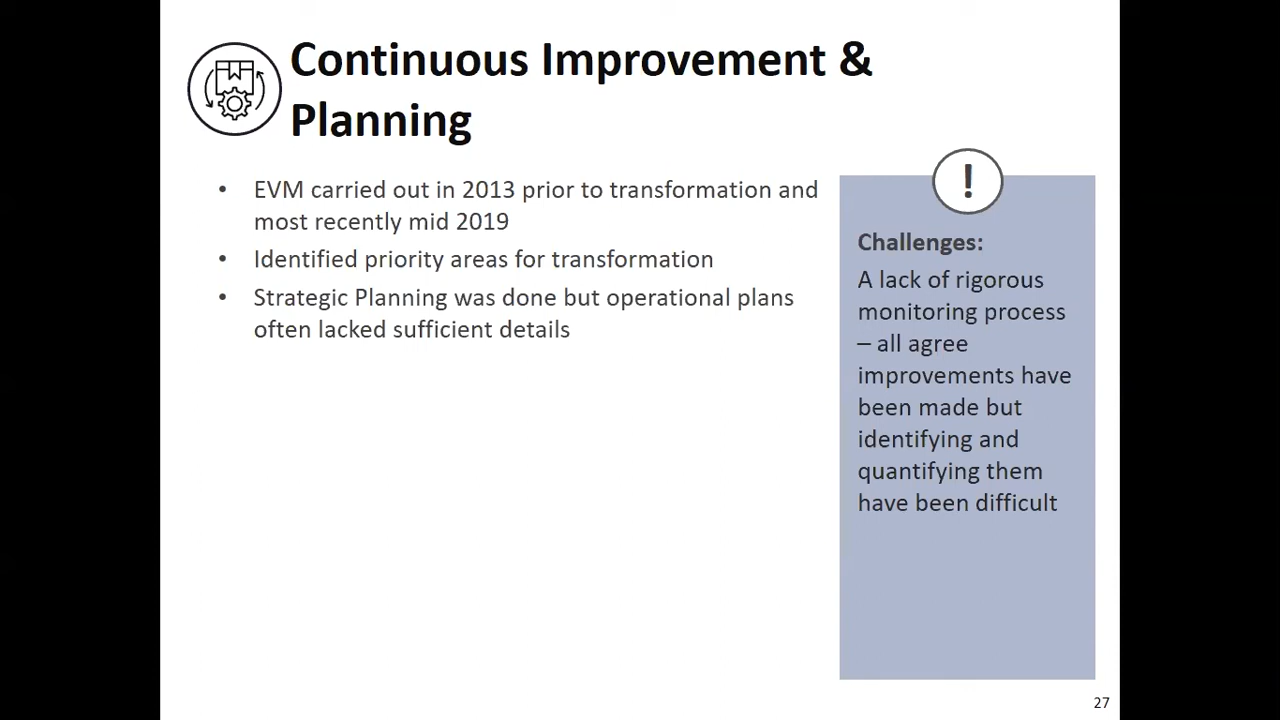 Continuous Improvement &
Planning
• EVM carried out in 2013 prior to transformation and
most recently mid 2019
• Identified priority areas for transformation
• Strategic Planning was done but operational plans
often lacked sufficient details
!
Challenges:
A lack of rigorous
monitoring process
– all agree
improvements have
been made but
identifying and
quantifying them
have been difficult
27